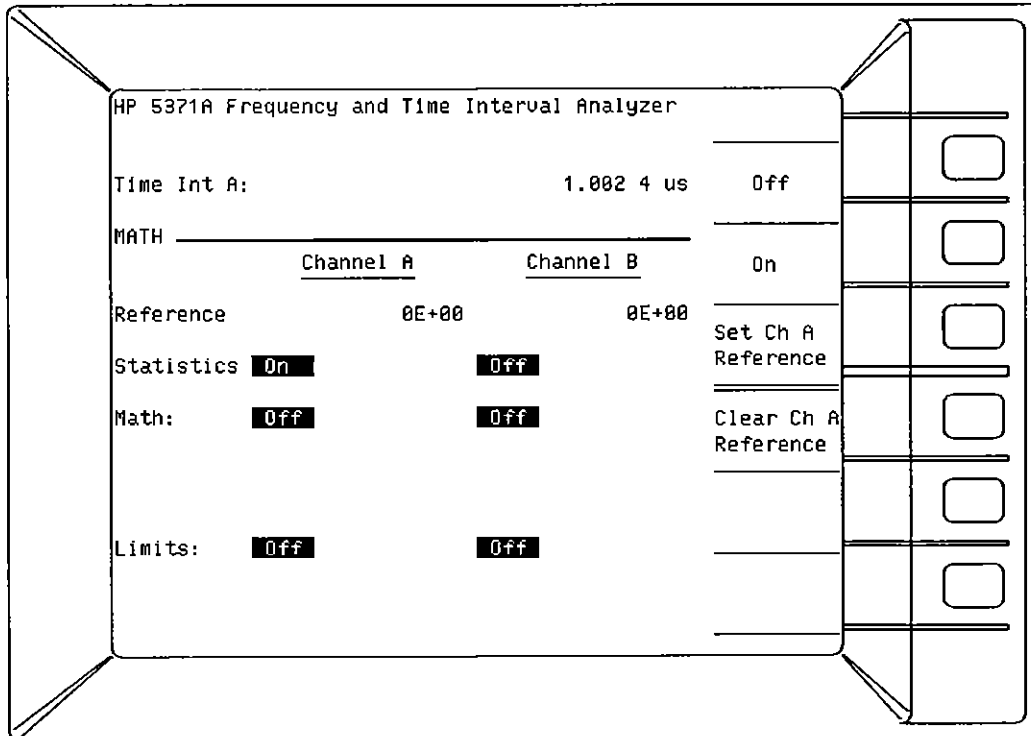 HP 5371A Frequency and Time Interval Analyzer
Time Int A: 1.002 4 us
MATH
Channel A Channel B
Reference 0E+00 0E+00
Statistics On Off
Math: Off Off
Limits: Off Off
Off
On
Set Ch A
Reference
Clear Ch A
Reference